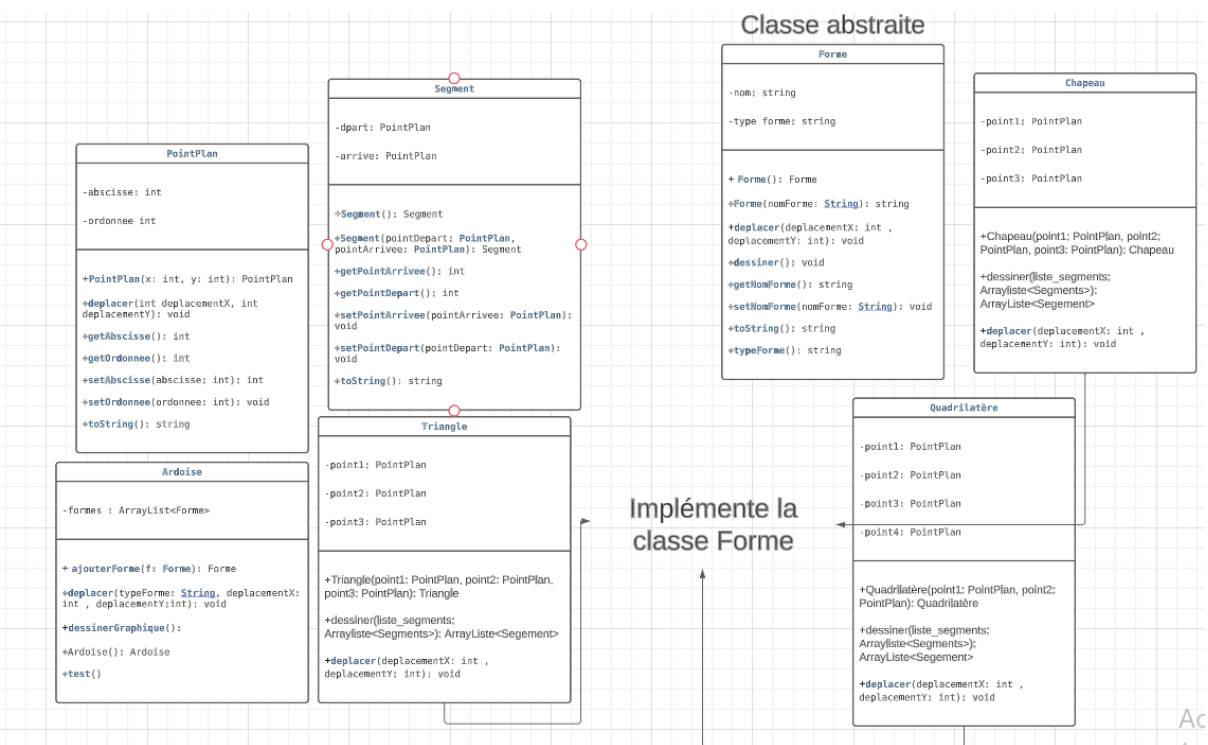 Classe abstraite
Forme
-nom: string
-type forme: string
+ Forme(): Forme
+Forme(nomForme: String): string
+deplacer(deplacementX: int ,
deplacementY: int): void
+dessiner(): void
+getNomForme(): string
+setNomForme(nomForme: String): void
+toString(): string
+typeForme(): string
Chapeau
-point1: PointPlan
-point2: PointPlan
-point3: PointPlan
+Chapeau(point1: PointPlan, point2:
PointPlan, point3: PointPlan): Chapeau
+dessiner(liste_segments:
Arrayliste<Segments>):
ArrayListe<Segement>
+deplacer(deplacementX: int ,
deplacementY: int): void
Segment
-dpart: PointPlan
-arrive: PointPlan
+Segment(): Segment
+Segment(pointDepart: PointPlan,
pointArrivee: PointPlan): Segment
+getPointArrivee(): int
+getPointDepart(): int
+setPointArrivee(pointArrivee: PointPlan):
void
+setPointDepart(pointDepart: PointPlan):
void
+toString(): string
PointPlan
-abscisse: int
-ordonnee int
+PointPlan(x: int, y: int): PointPlan
+deplacer(int deplacementX, int
deplacementY): void
+getAbscisse(): int
+getOrdonnee(): int
+setAbscisse(abscisse: int): int
+setOrdonnee(ordonnee: int): void
+toString(): string
Ardoise
-formes : ArrayList<Forme>
+ ajouterForme(f: Forme): Forme
+deplacer(typeForme: String, deplacementX:
int , deplacementY:int): void
+dessinerGraphique():
+Ardoise(): Ardoise
+test()
Triangle
-point1: PointPlan
-point2: PointPlan
-point3: PointPlan
+Triangle(point1: PointPlan, point2: PointPlan,
point3: PointPlan): Triangle
+dessiner(liste_segments:
Arrayliste<Segments>): ArrayListe<Segement>
+deplacer(deplacementX: int ,
deplacementY: int): void
Implémente la
classe Forme
Quadrilatère
-point1: PointPlan
-point2: PointPlan
-point3: PointPlan
-point4: PointPlan
+Quadrilatère(point1: PointPlan, point2:
PointPlan): Quadrilatère
+dessiner(liste_segments:
Arrayliste<Segments>):
ArrayListe<Segement>
+deplacer(deplacementX: int ,
deplacementY: int): void